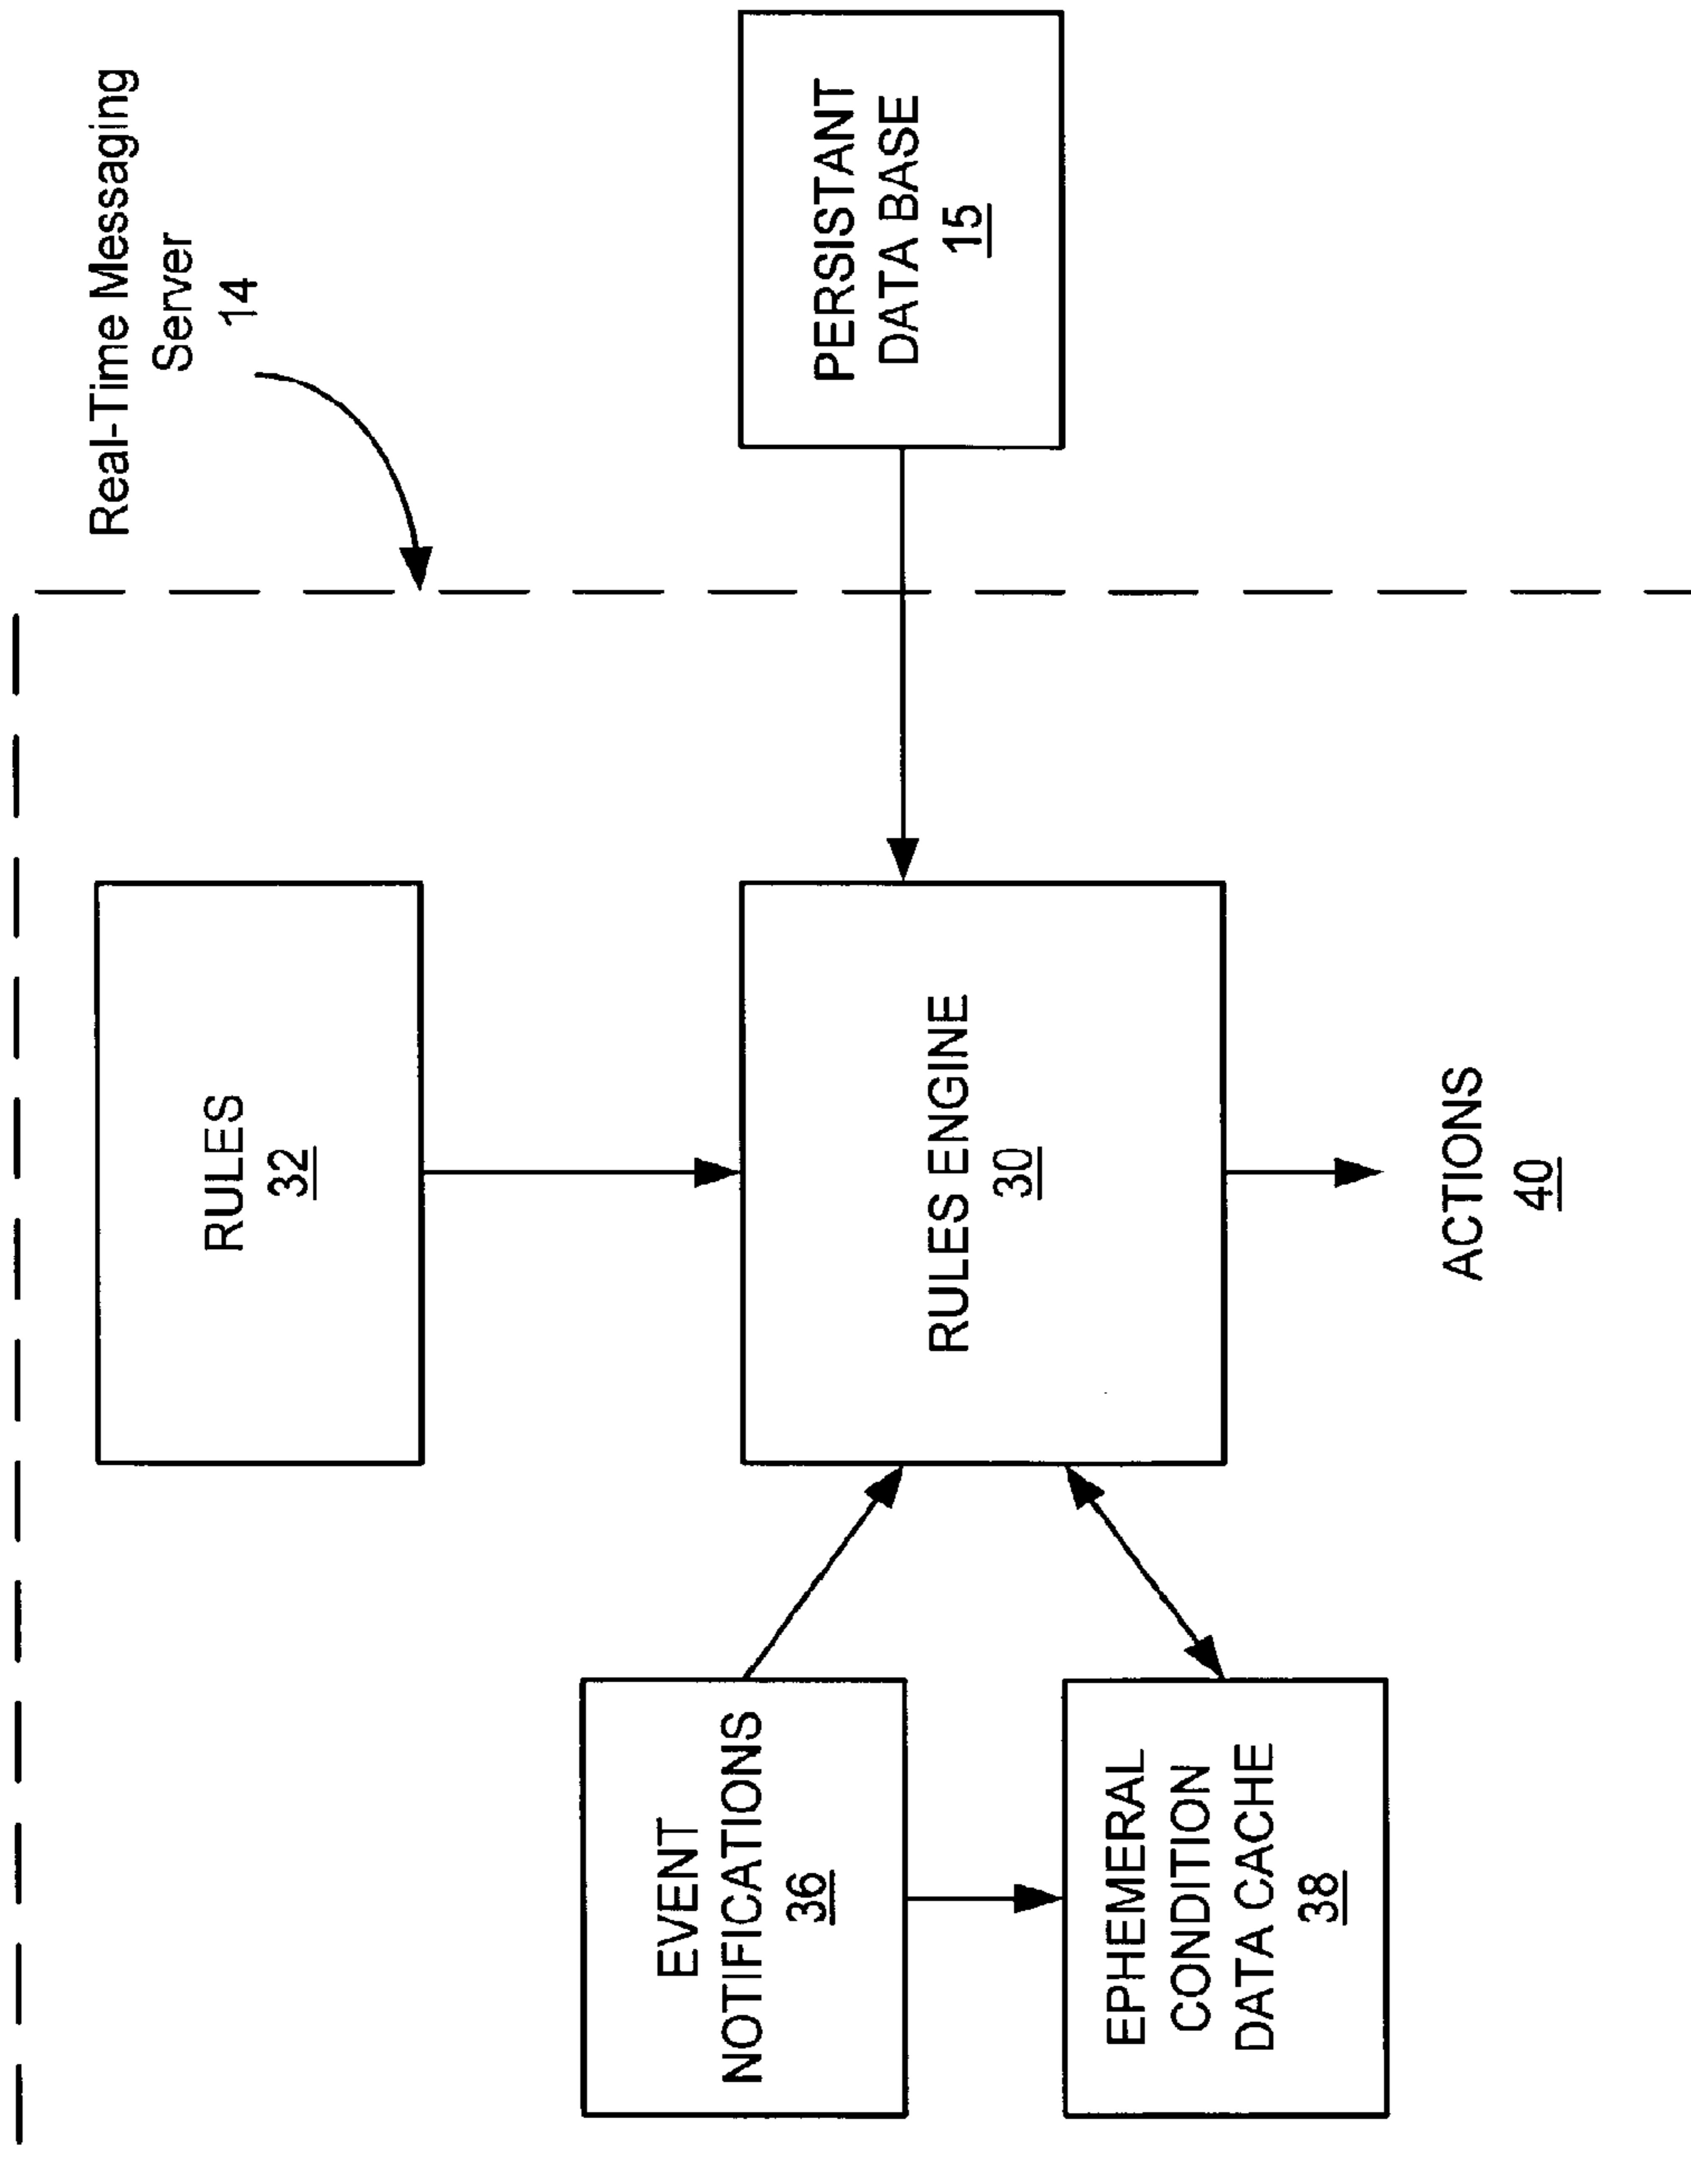 Real-Time Messaging
Server
14
RULES
32
EVENT
NOTIFICATIONS
36
RULES ENGINE
30
PERSISTANT
DATA BASE
15
EPHEMERAL
CONDITION
DATA CACHE
38
ACTIONS
40